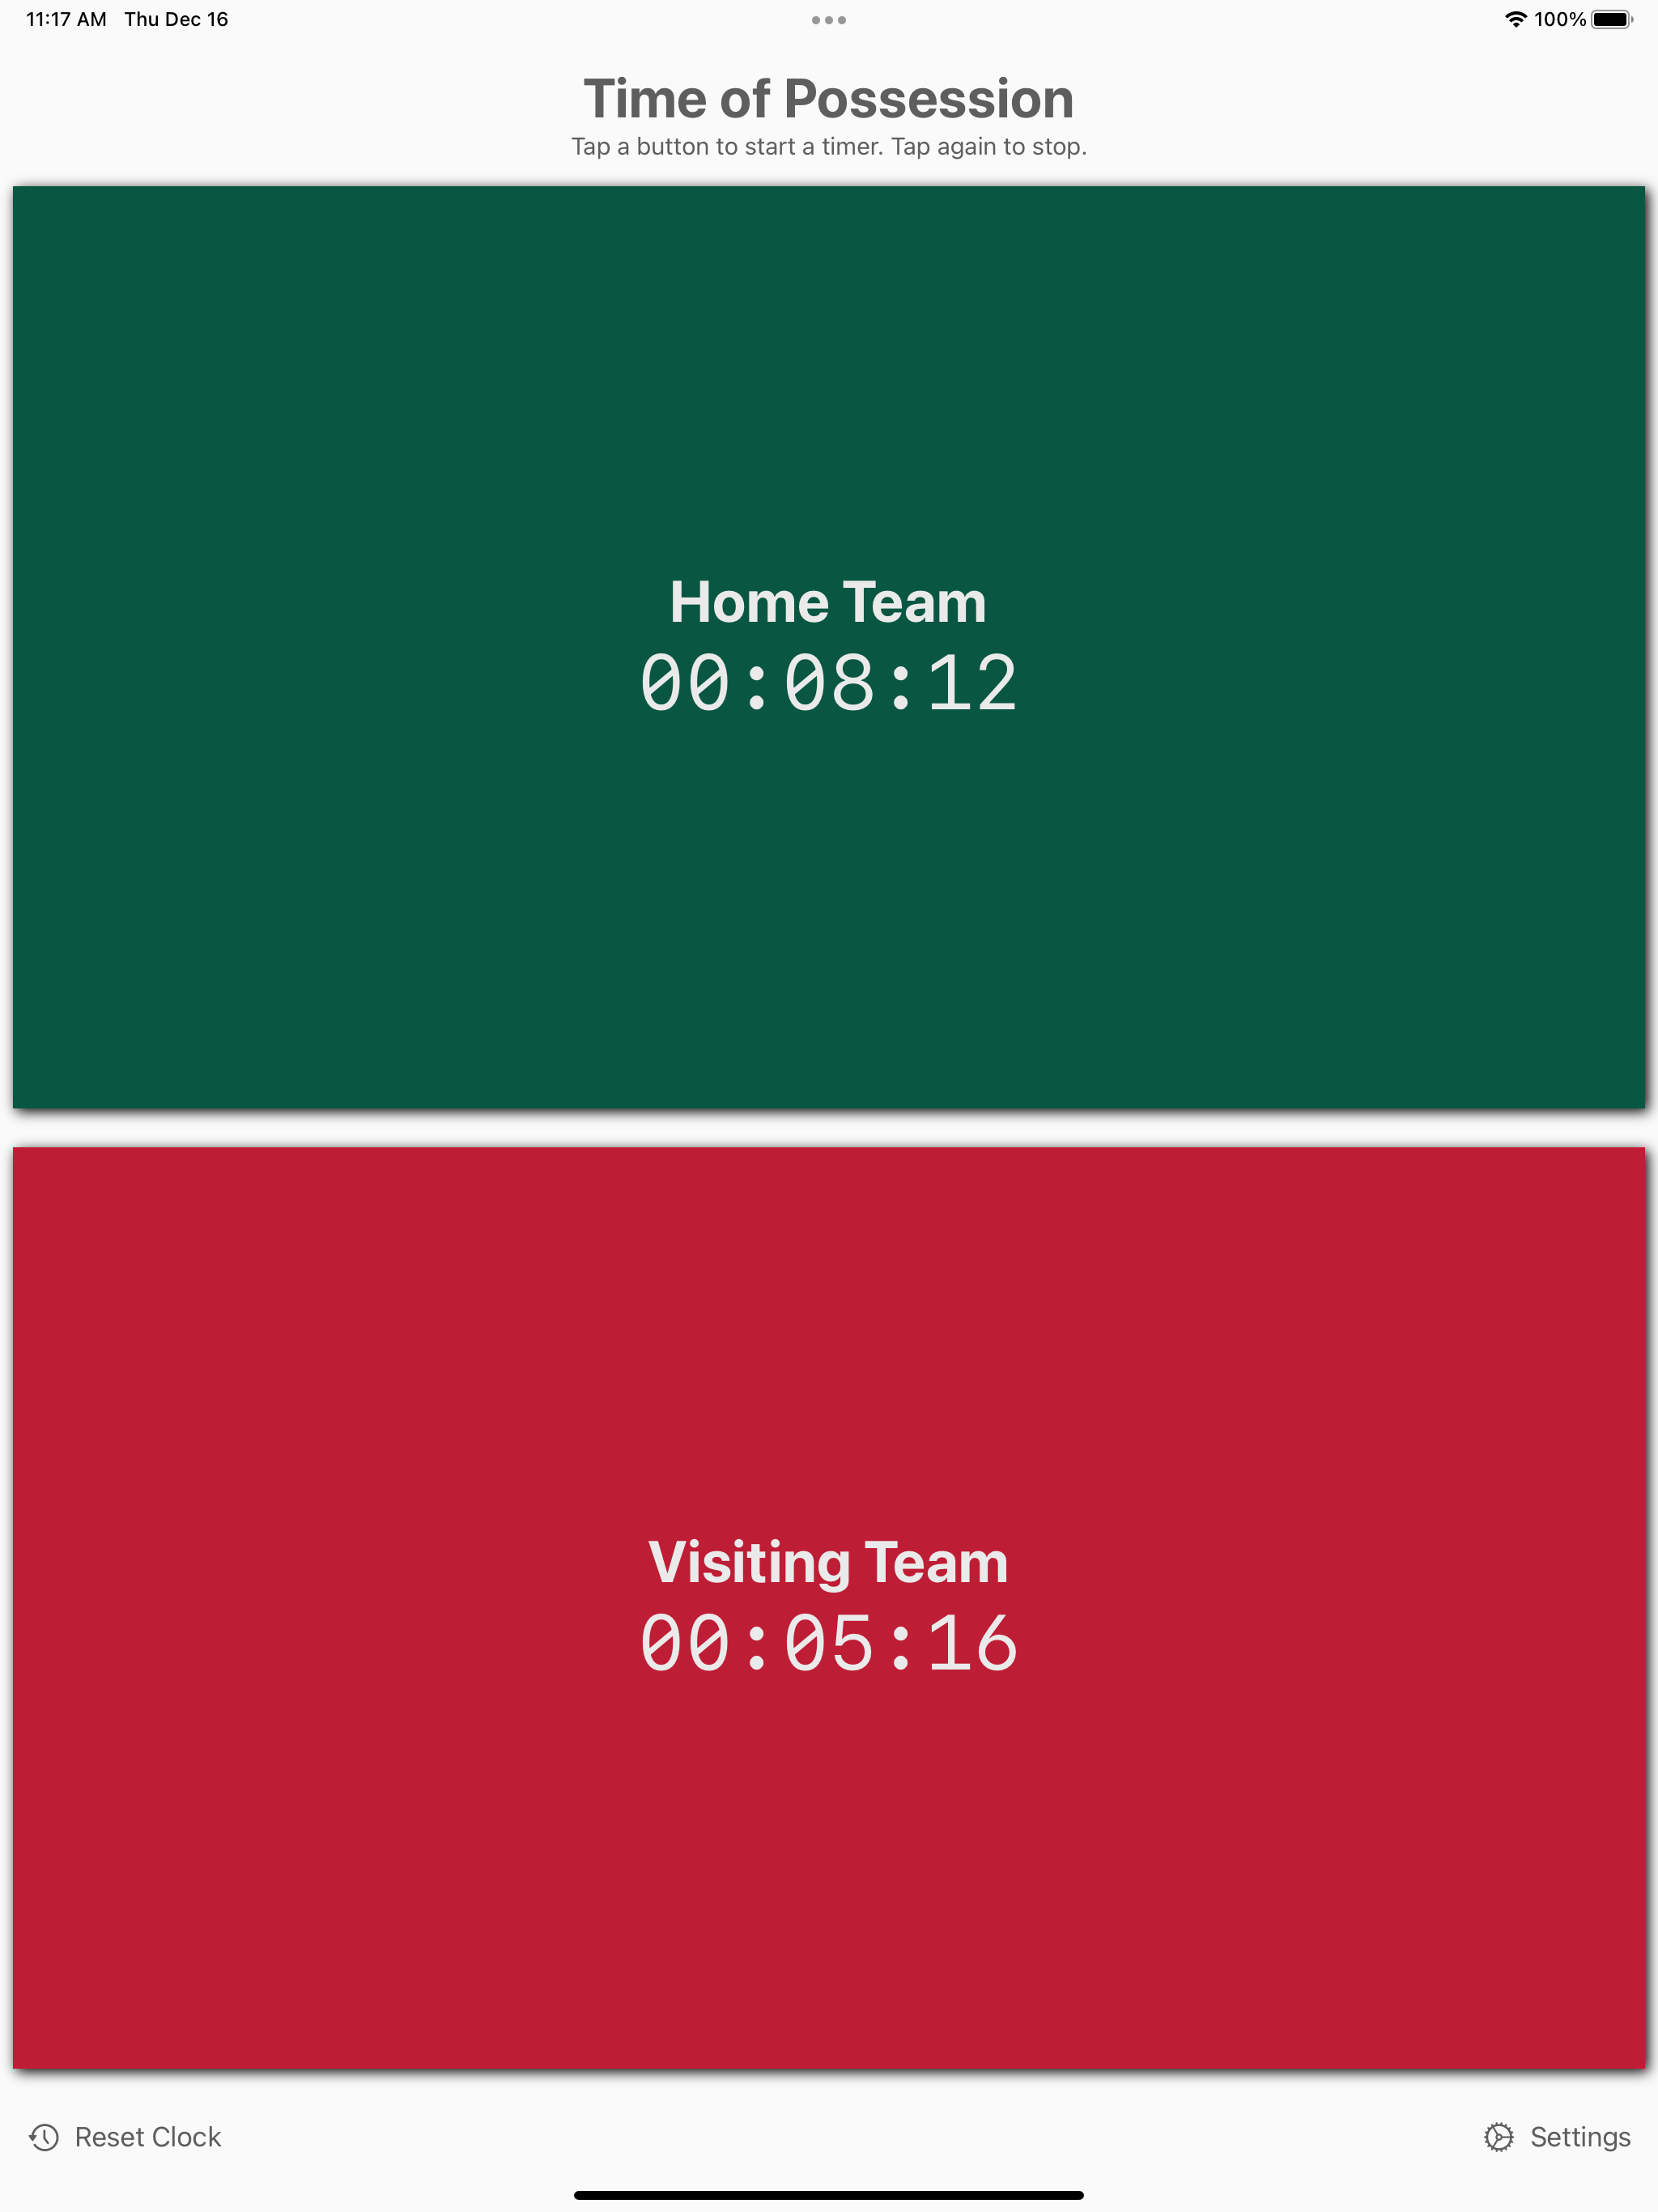 11:17 AM Thu Dec 16
100%
Time of Possession
Tap a button to start a timer. Tap again to stop.
Home Team
00:08:12
Visiting Team
00:05:16
Reset Clock
Settings